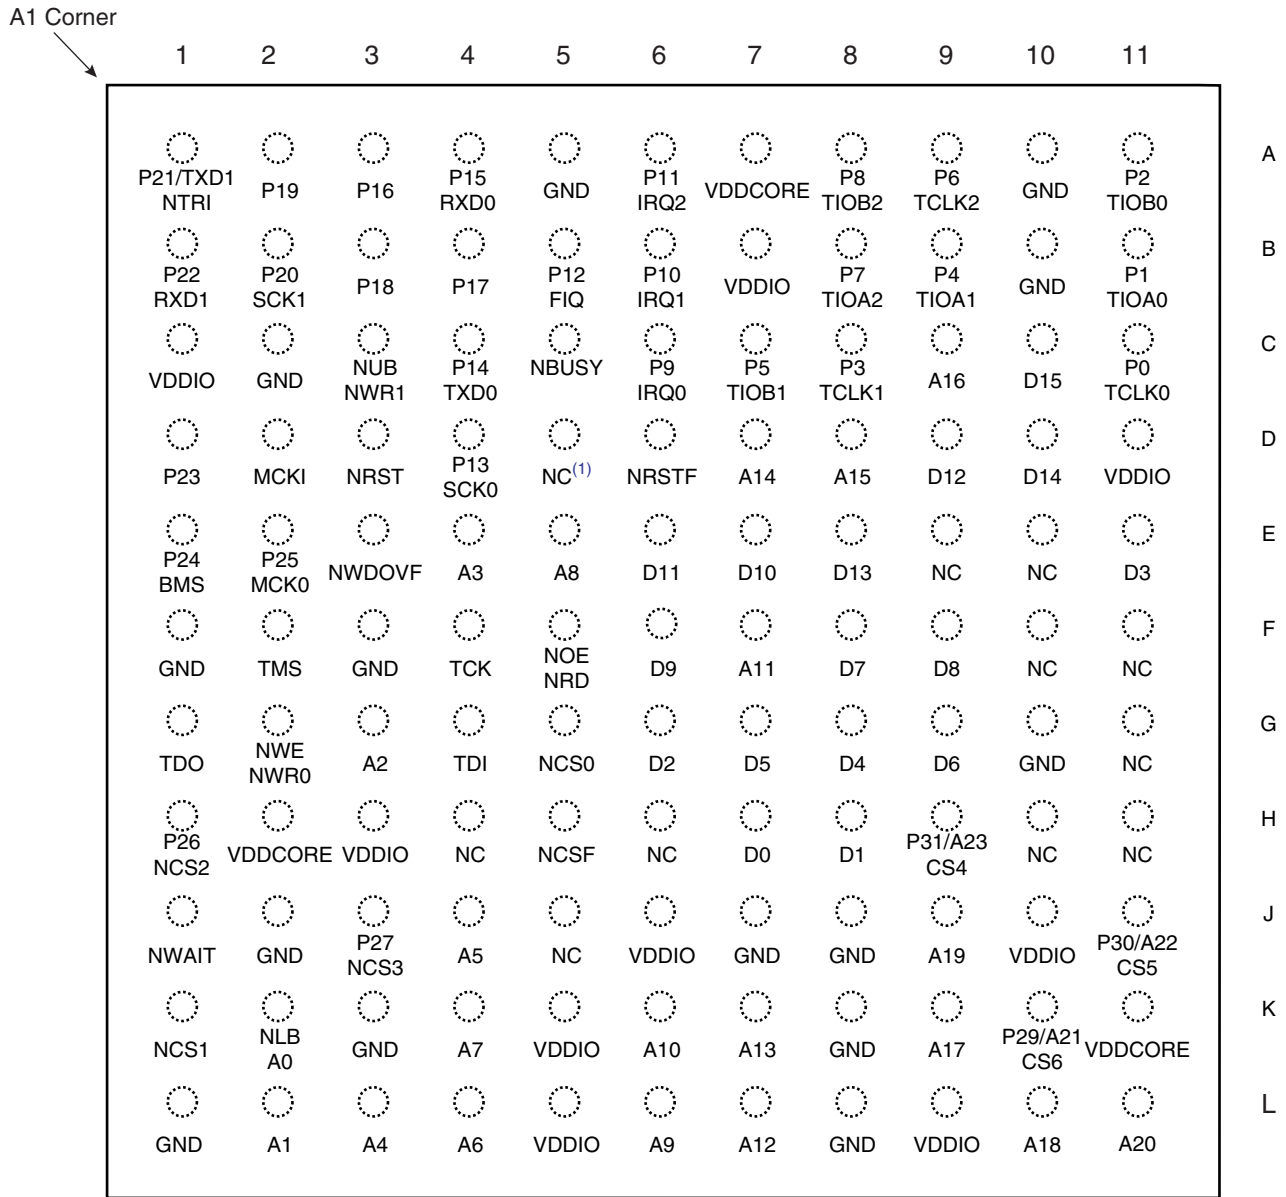 A1 Corner
1 2 3 4 5 6 7 8 9 10 11
A
P21/TXD1 P15 P11 P8 P6 P2
P19 P16 GND VDDCORE GND
NTRI RXD0 IRQ2 TIOB2 TCLK2 TIOB0
B
P22 P20 P12 P10 P7 P4 P1
P18 P17 VDDIO GND
RXD1 SCK1 FIQ IRQ1 TIOA2 TIOA1 TIOA0
C
NUB P14 NBUSY P9 P5 P3 P0
VDDIO GND A16 D15
NWR1 TXD0 IRQ0 TIOB1 TCLK1 TCLK0
D
P13
P23 MCKI NRST NC(1) NRSTF A14 A15 D12 D14 VDDIO
SCK0
E
P24 P25
NWDOVF A3 A8 D11 D10 D13 NC NC D3
BMS MCK0
F
NOE
GND TMS GND TCK D9 A11 D7 D8 NC NC
NRD
G
NWE
TDO A2 TDI NCS0 D2 D5 D4 D6 GND NC
NWR0
H
P26 P31/A23
VDDCORE VDDIO NC NCSF NC D0 D1 NC NC
NCS2 CS4
J
P27 P30/A22
NWAIT GND A5 NC VDDIO GND GND A19 VDDIO
NCS3 CS5
K
NLB P29/A21
NCS1 GND A7 VDDIO A10 A13 GND A17 VDDCORE
A0 CS6
L
GND A1 A4 A6 VDDIO A9 A12 GND VDDIO A18 A20